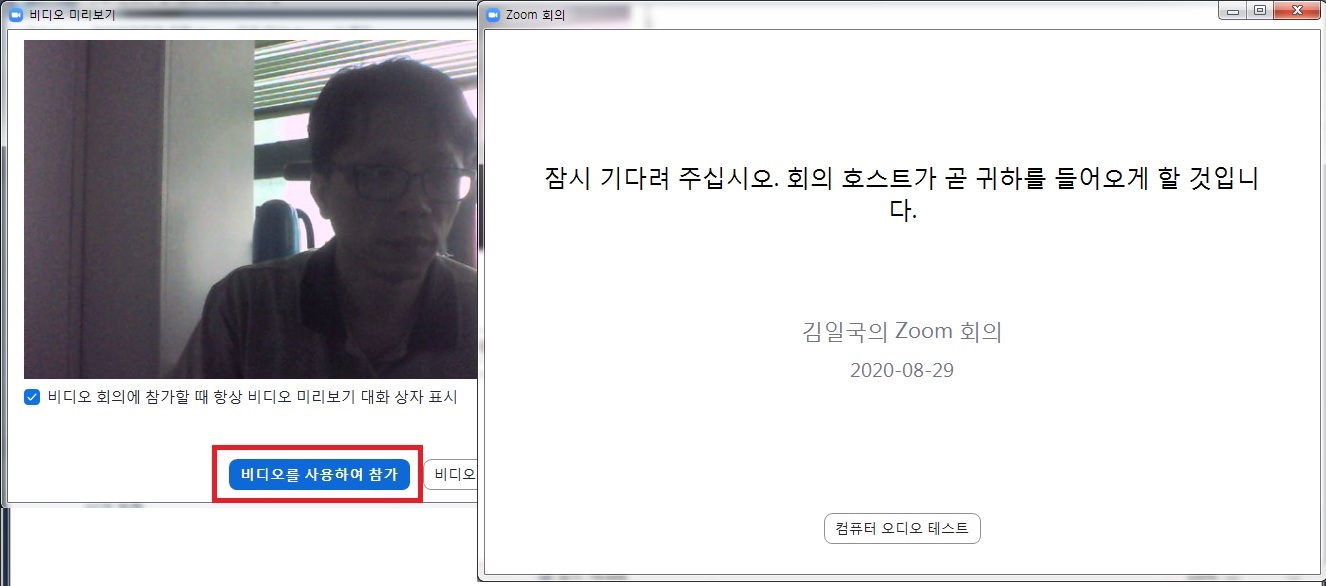 비디오 미리보기
비디오 회의에 참가할 때 항상 비디오 미리보기 대화 상자 표시
비디오를 사용하여 참가
비디오
Zoom 회의
잠시 기다려 주십시오. 회의 호스트가 곧 귀하를 들어오게 할 것입니
다.
김일국의 Zoom 회의
2020-08-29
컴퓨터 오디오 테스트